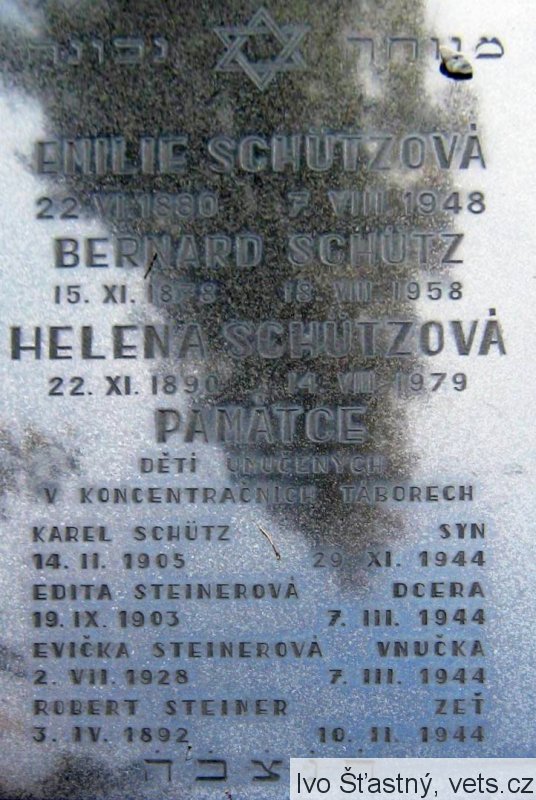 מנוחה נכונה
EMILIE SCHÜTZOVÁ
22. VI. 1880 7. VIII. 1948
BERNARD SCHÜTZ
15. XI. 1878 18. VIII. 1958
HELENA SCHÜTZOVÁ
22. XI. 1890 14. VIII. 1979
PAMÁTCE
DĚTÍ UMUČENÝCH
V KONCENTRAČNÍCH TÁBORECH
KAREL SCHÜTZ SYN
14. II. 1905 29. XI. 1944
EDITA STEINEROVÁ DCERA
19. IX. 1903 7. III. 1944
EVIČKA STEINEROVÁ VNUČKA
2. VII. 1928 7. III. 1944
ROBERT STEINER ZEŤ
3. IV. 1892 10. II. 1944
ת נ צ ב ה
Ivo Šťastný, vets.cz